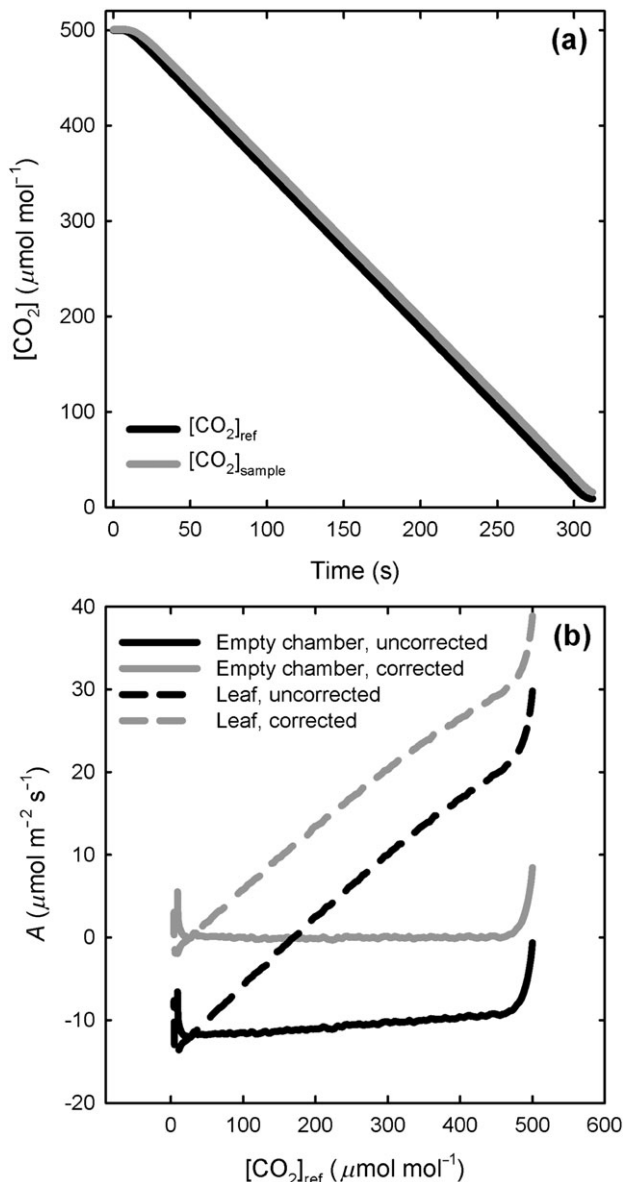 (a)
500
400
300
200
100
0
[CO₂] (μmol mol⁻¹)
[CO₂]ref
[CO₂]sample
0 50 100 150 200 250 300
Time (s)
(b)
40
30
20
10
0
-10
-20
A (μmol m⁻² s⁻¹)
Empty chamber, uncorrected
Empty chamber, corrected
Leaf, uncorrected
Leaf, corrected
0 100 200 300 400 500 600
[CO₂]ref (μmol mol⁻¹)